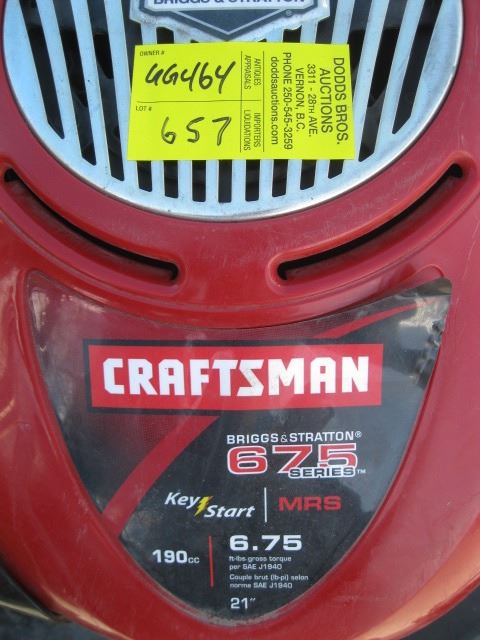 BRIGGS & STRATTON
OWNER #
GG464
LOT #
657
ANTIQUES
APPRAISALS
IMPORTERS
LIQUIDATIONS
DODDS BROS.
AUCTIONS
3311 - 28TH AVE.
VERNON, B.C.
PHONE 250-545-3259
doddsauctions.com
CRAFTSMAN
BRIGGS & STRATTON®
675
SERIES™
Key Start MRS
190cc
6.75
ft-lbs gross torque
per SAE J1940
Couple brut (lb-pi) selon
norme SAE J1940
21"